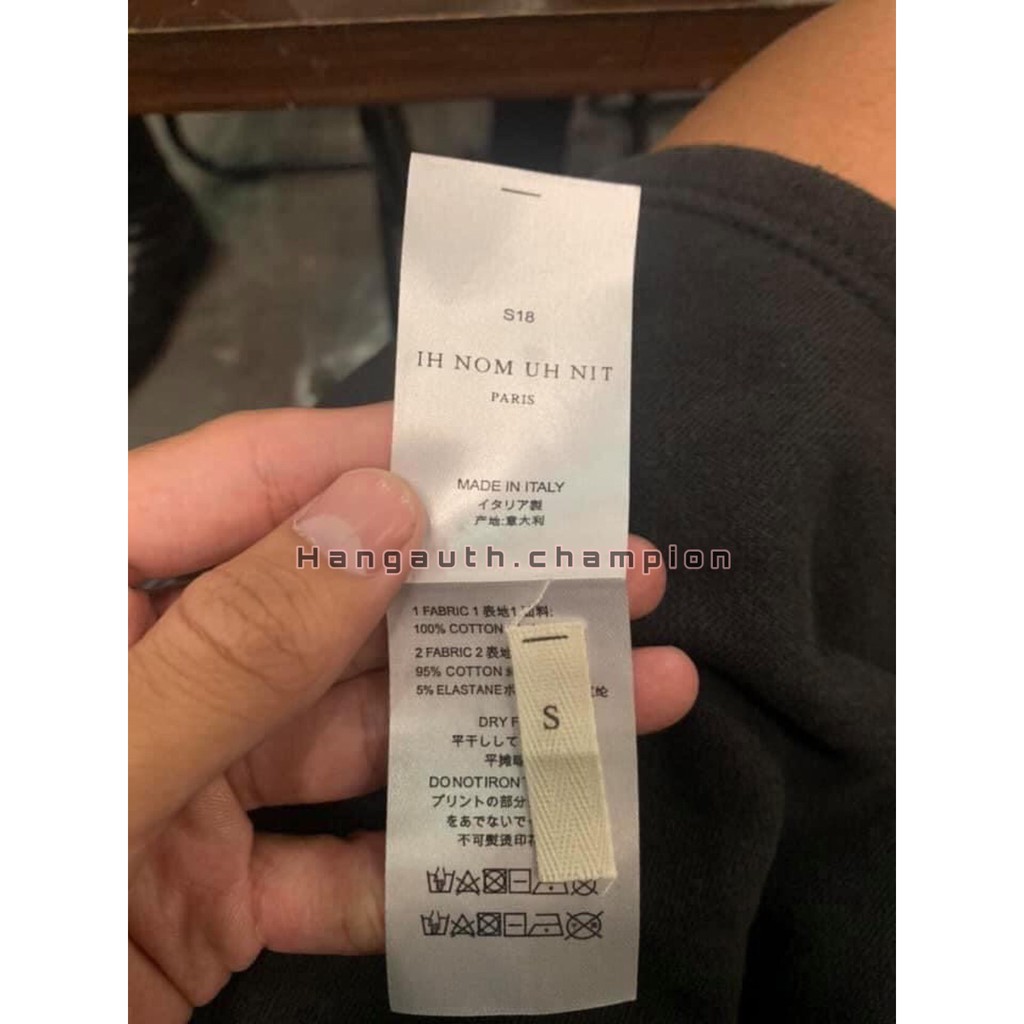 S18
IH NOM UH NIT
PARIS
MADE IN ITALY
イタリア製
产地:意大利
Hangauth.champion
1 FABRIC 1 表地1 料:
100% COTTON
2 FABRIC 2 表地
95% COTTON
5% ELASTANE 纶
S
DRY
平干しして
平摊
DO NOT IRON
プリントの部分
をあでないで
不可熨烫印花